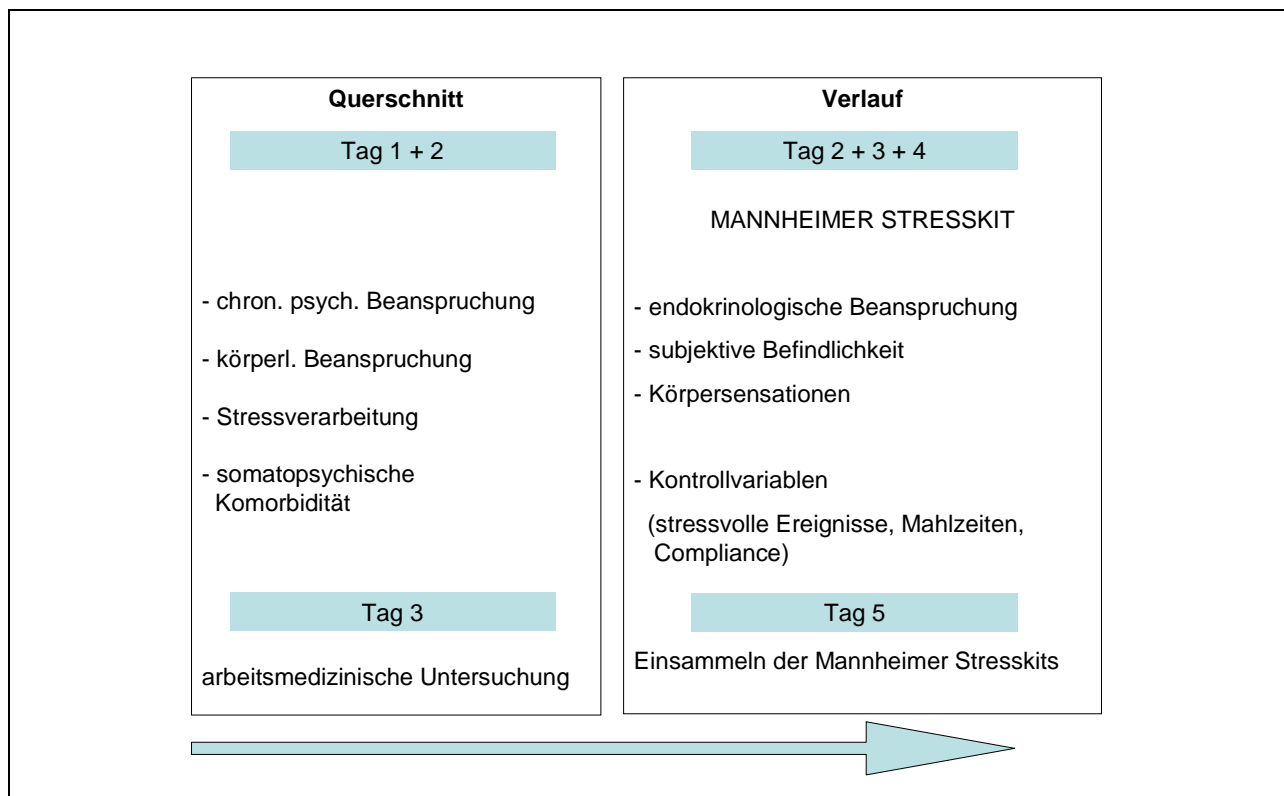 Querschnitt
Tag 1 + 2
- chron. psych. Beanspruchung
- körperl. Beanspruchung
- Stressverarbeitung
- somatopsychische
Komorbidität
Tag 3
arbeitsmedizinische Untersuchung
Verlauf
Tag 2 + 3 + 4
MANNHEIMER STRESSKIT
- endokrinologische Beanspruchung
- subjektive Befindlichkeit
- Körpersensationen
- Kontrollvariablen
(stressvolle Ereignisse, Mahlzeiten,
Compliance)
Tag 5
Einsammeln der Mannheimer Stresskits